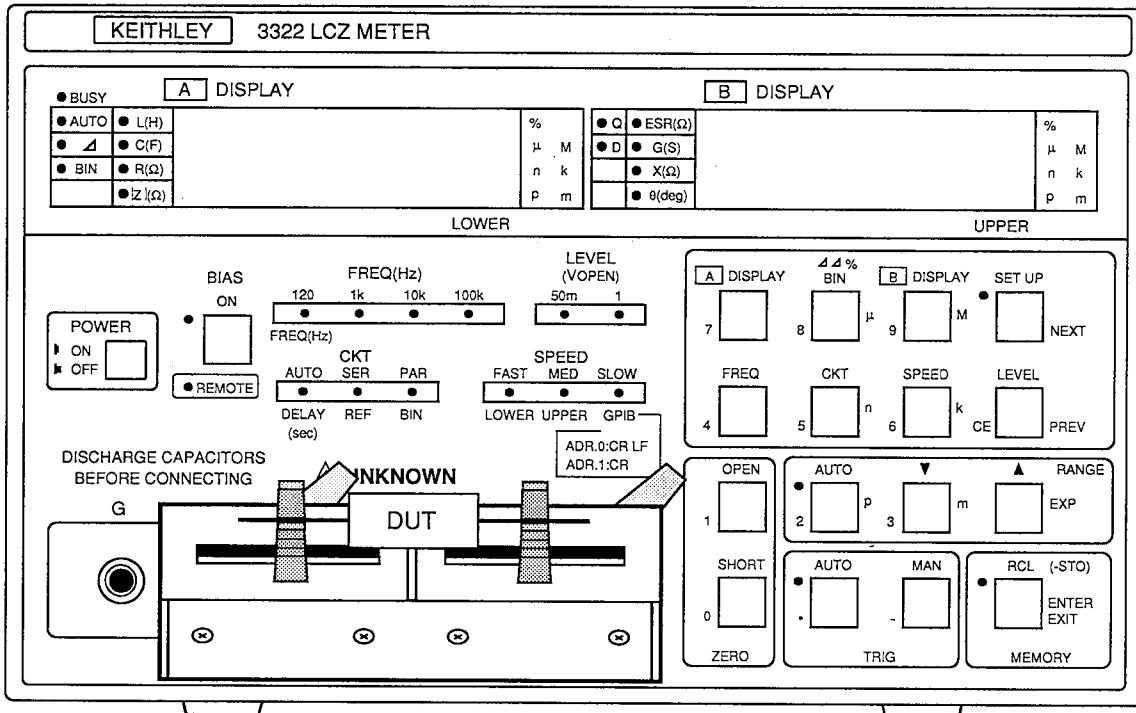 KEITHLEY 3322 LCZ METER
BUSY
A DISPLAY
B DISPLAY
AUTO L(H)
⊿ C(F)
BIN R(Ω)
|Z|(Ω)
%
μ M
n k
p m
Q ESR(Ω)
D G(S)
X(Ω)
θ(deg)
%
μ M
n k
p m
LOWER
UPPER
POWER
ON
OFF
BIAS
ON
REMOTE
FREQ(Hz)
120 1k 10k 100k
FREQ(Hz)
LEVEL
(VOPEN)
50m 1
CKT
AUTO SER PAR
DELAY REF BIN
(sec)
SPEED
FAST MED SLOW
LOWER UPPER GPIB
ADR.0:CR LF
ADR.1:CR
A DISPLAY
7
⊿ ⊿ %
BIN
8 μ
B DISPLAY
9 M
SET UP
NEXT
FREQ
4
CKT
5 n
SPEED
6 k
LEVEL
CE PREV
DISCHARGE CAPACITORS
BEFORE CONNECTING
G
NKNOWN
DUT
OPEN
1
SHORT
0
ZERO
AUTO
2 p
▼
3 m
▲ RANGE
EXP
AUTO
.
MAN
-
TRIG
RCL (-STO)
ENTER
EXIT
MEMORY